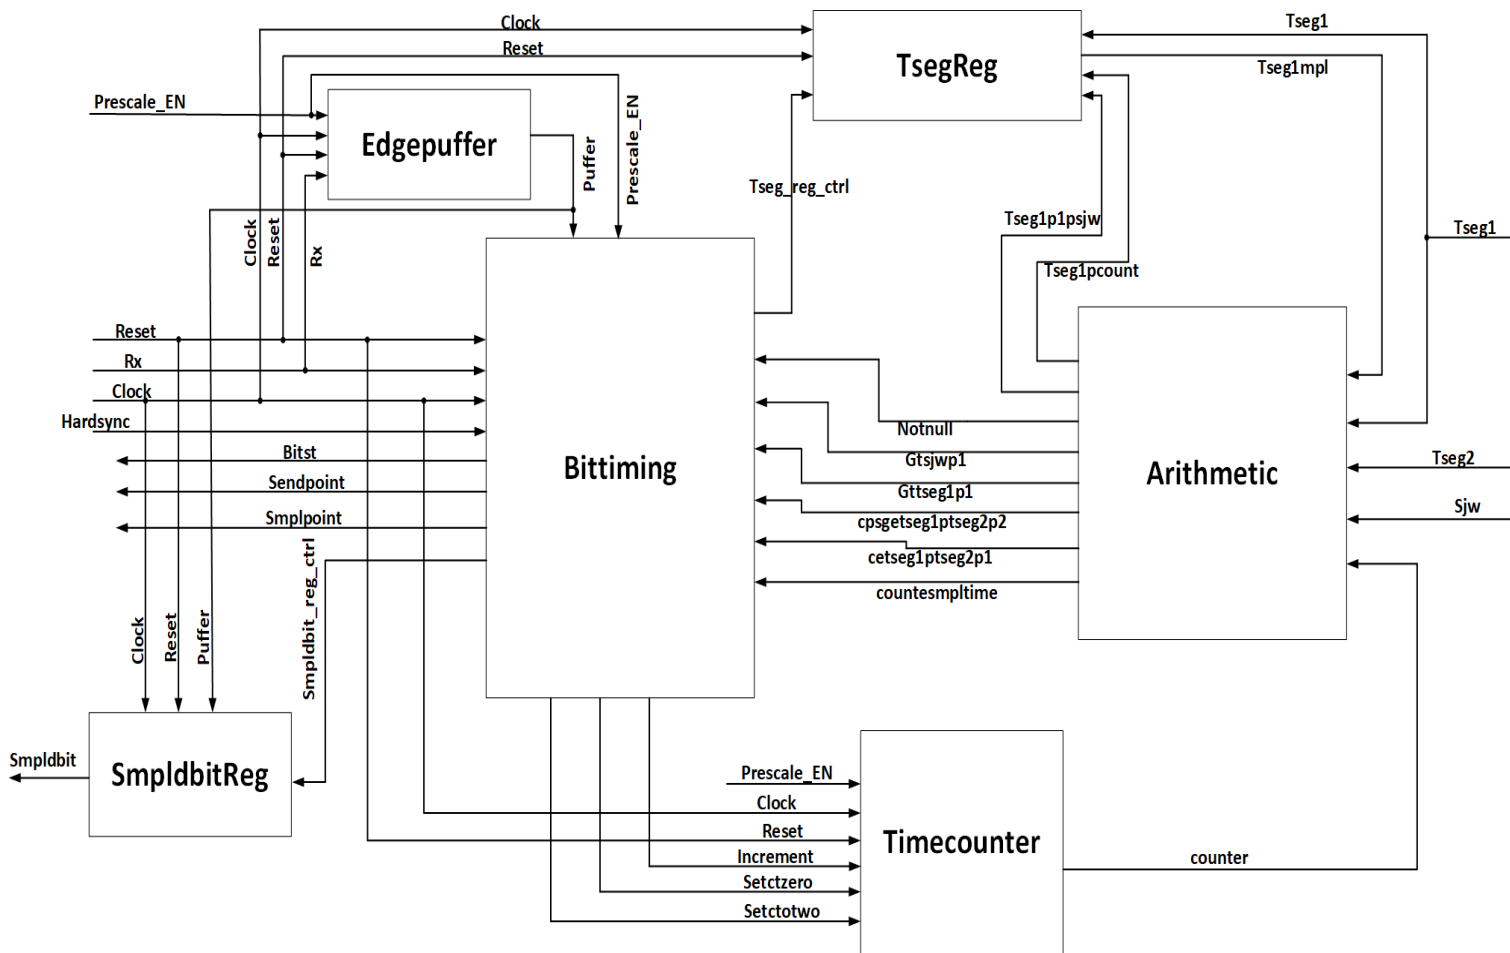 Clock
Tseg1
Reset
TsegReg
Tseg1mpl
Prescale_EN
Prescale_EN
Edgepuffer
Puffer
Tseg_reg_ctrl
Tseg1p1psjw
Tseg1
Clock
Reset
Rx
Tseg1pcount
Reset
Rx
Clock
Hardsync
Notnull
Bitst
Gtsjwp1
Tseg2
Bittiming
Arithmetic
Sendpoint
Gttseg1p1
Sjw
Smplpoint
cpsgetseg1ptseg2p2
cetseg1ptseg2p1
countesmpltime
Clock
Reset
Puffer
Smpldbit_reg_ctrl
Smpldbit
SmpldbitReg
Prescale_EN
Clock
Reset
Timecounter
Increment
counter
Setctzero
Setctotwo